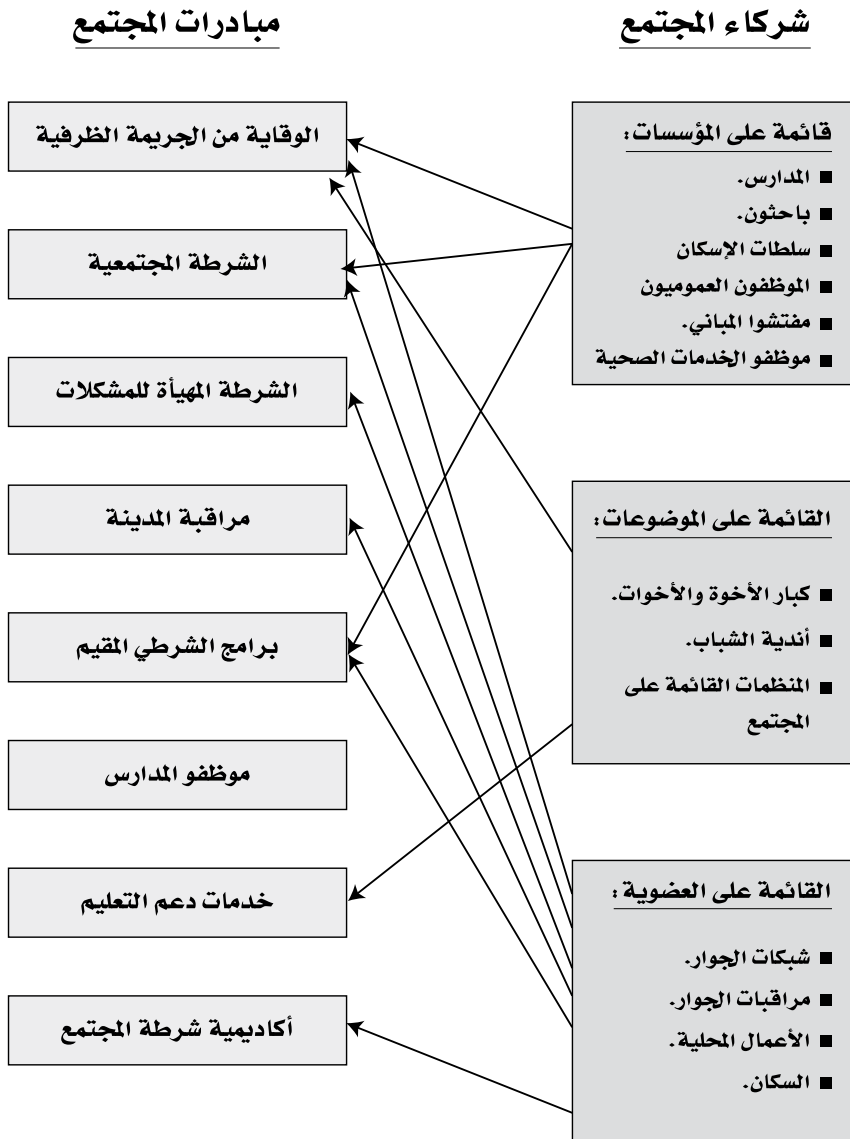 شركاء المجتمع
قائمة على المؤسسات:
■ المدارس.
■ باحثون.
■ سلطات الإسكان
■ الموظفون العموميون
■ مفتشوا المباني.
■ موظفو الخدمات الصحية
القائمة على الموضوعات:
■ كبار الأخوة والأخوات.
■ أندية الشباب.
■ المنظمات القائمة على
المجتمع
القائمة على العضوية:
■ شبكات الجوار.
■ مراقبات الجوار.
■ الأعمال المحلية.
■ السكان.
مبادرات المجتمع
الوقاية من الجريمة الظرفية
الشرطة المجتمعية
الشرطة المهيأة للمشكلات
مراقبة المدينة
برامج الشرطي المقيم
موظفو المدارس
خدمات دعم التعليم
أكاديمية شرطة المجتمع